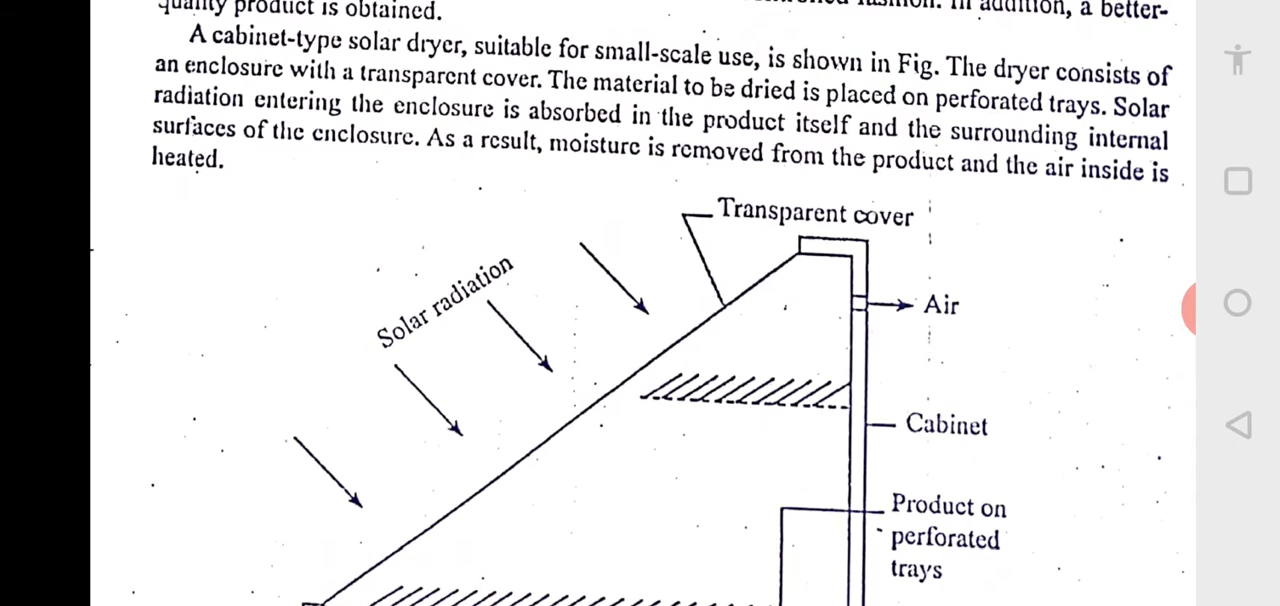 quality product is obtained.
fashion. In addition, a better-
A cabinet-type solar dryer, suitable for small-scale use, is shown in Fig. The dryer consists of
an enclosure with a transparent cover. The material to be dried is placed on perforated trays. Solar
radiation entering the enclosure is absorbed in the product itself and the surrounding internal
surfaces of the enclosure. As a result, moisture is removed from the product and the air inside is
heated.
Transparent cover
Solar radiation
Air
Cabinet
Product on
perforated
trays